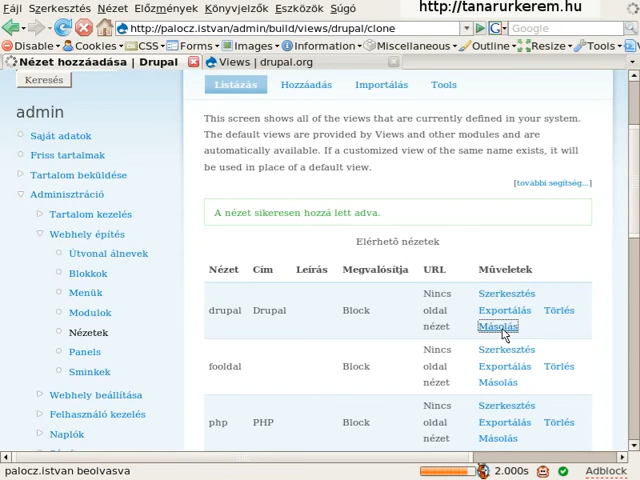 Fájl Szerkesztés Nézet Előzmények Könyvjelzők Eszközök Súgó
http://tanarurkerem.hu
http://palocz.istvan/admin/build/views/drupal/clone
Google
Disable Cookies CSS Forms Images Information Miscellaneous Outline Resize Tools
Nézet hozzáadása | Drupal
Views | drupal.org
Keresés
admin
Saját adatok
Friss tartalmak
Tartalom beküldése
Adminisztráció
Tartalom kezelés
Webhely építés
Útvonal álnevek
Blokkok
Menük
Modulok
Nézetek
Panels
Sminkek
Webhely beállítása
Felhasználó kezelés
Naplók
Listázás Hozzáadás Importálás Tools
This screen shows all of the views that are currently defined in your system.
The default views are provided by Views and other modules and are
automatically available. If a customized view of the same name exists, it will
be used in place of a default view.
[további segítség...]
A nézet sikeresen hozzá lett adva.
Elérhető nézetek
Nézet Cím Leírás Megvalósítja URL Műveletek
drupal Drupal Block Nincs oldal nézet Szerkesztés Exportálás Törlés Másolás
fooldal Block Nincs oldal nézet Szerkesztés Exportálás Törlés Másolás
php PHP Block Nincs oldal nézet Szerkesztés Exportálás Törlés Másolás
palocz.istvan beolvasva
2.000s
Adblock